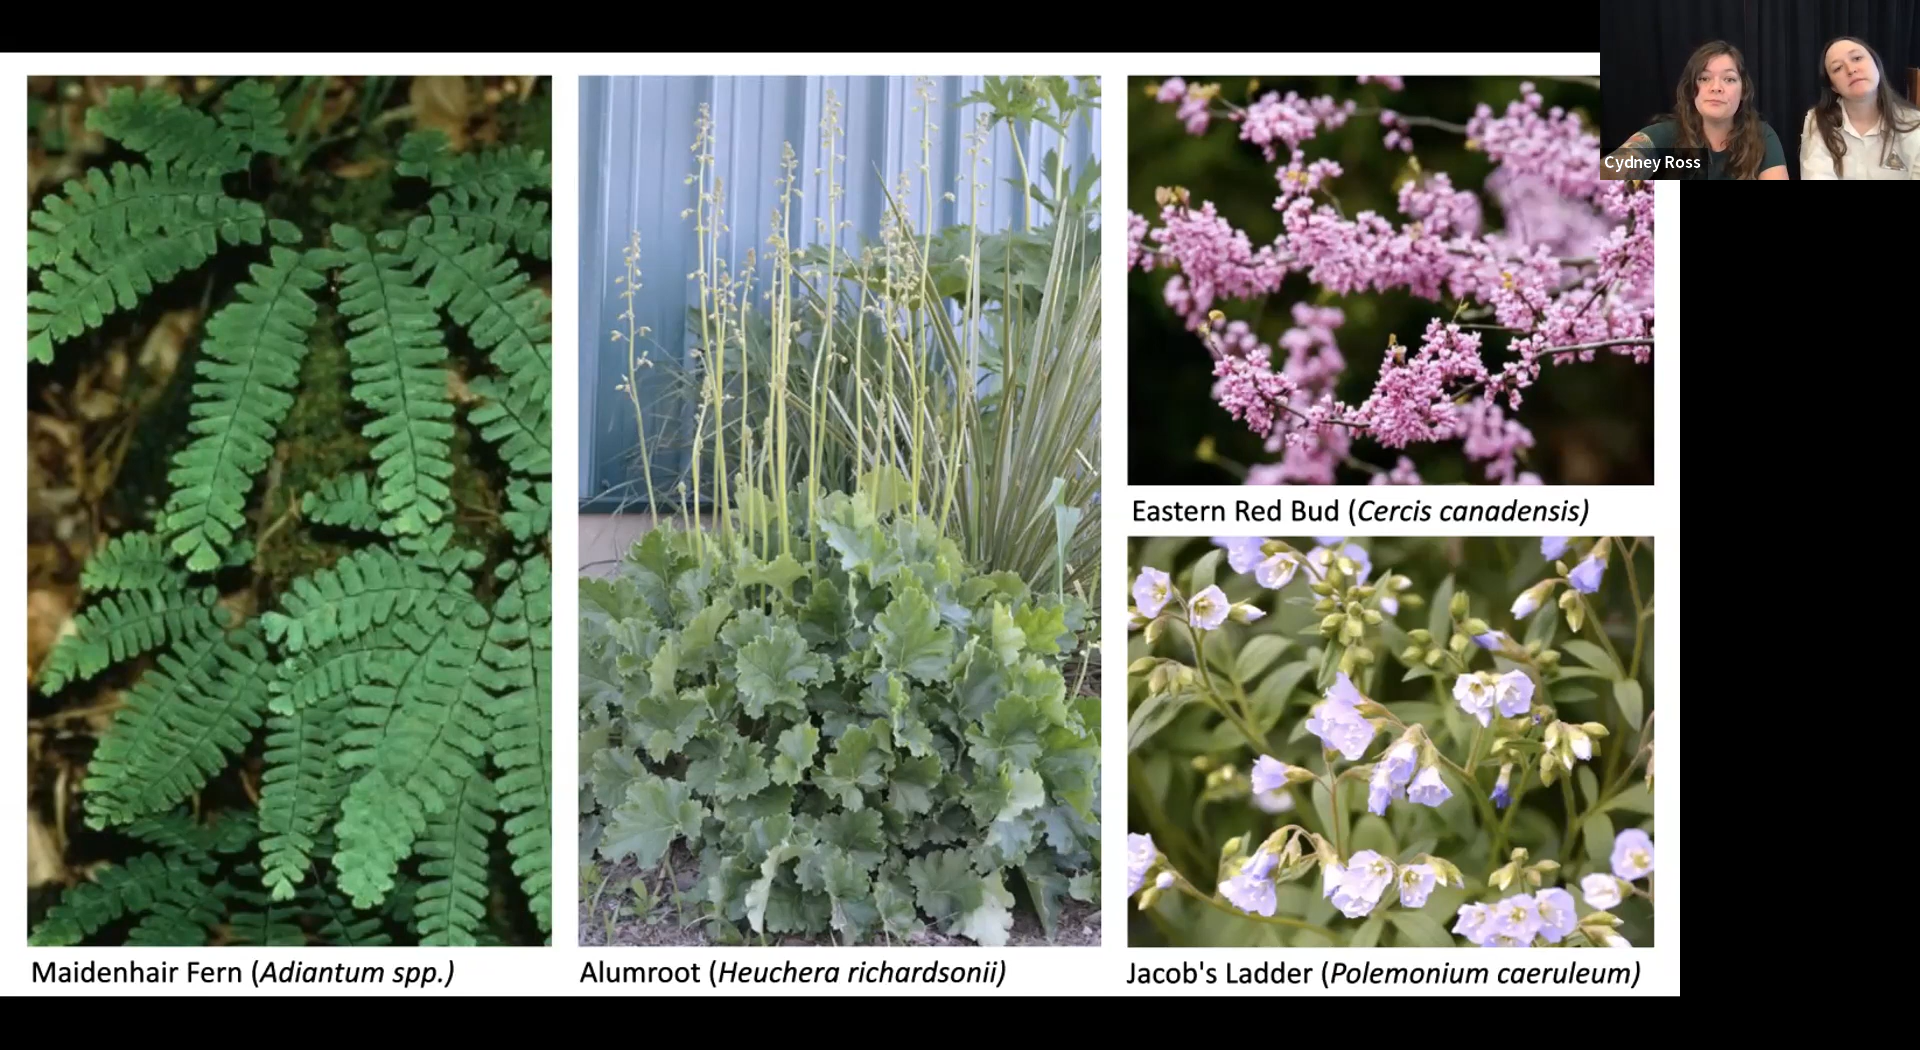 Cydney Ross
Eastern Red Bud (Cercis canadensis)
Maidenhair Fern (Adiantum spp.)
Alumroot (Heuchera richardsonii)
Jacob's Ladder (Polemonium caeruleum)